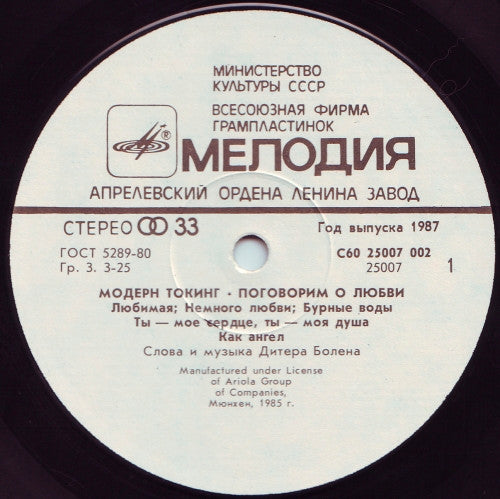 МИНИСТЕРСТВО
КУЛЬТУРЫ СССР
ВСЕСОЮЗНАЯ ФИРМА
ГРАМПЛАСТИНОК
®
МЕЛОДИЯ
АПРЕЛЕВСКИЙ ОРДЕНА ЛЕНИНА ЗАВОД
СТЕРЕО 33 Год выпуска 1987
ГОСТ 5289-80 С60 25007 002
Гр. 3. 3-25 25007 1
МОДЕРН ТОКИНГ · ПОГОВОРИМ О ЛЮБВИ
Любимая; Немного любви; Бурные воды
Ты — мое сердце, ты — моя душа
Как ангел
Слова и музыка Дитера Болена
Manufactured under License
of Ariola Group
of Companies,
Мюнхен, 1985 г.